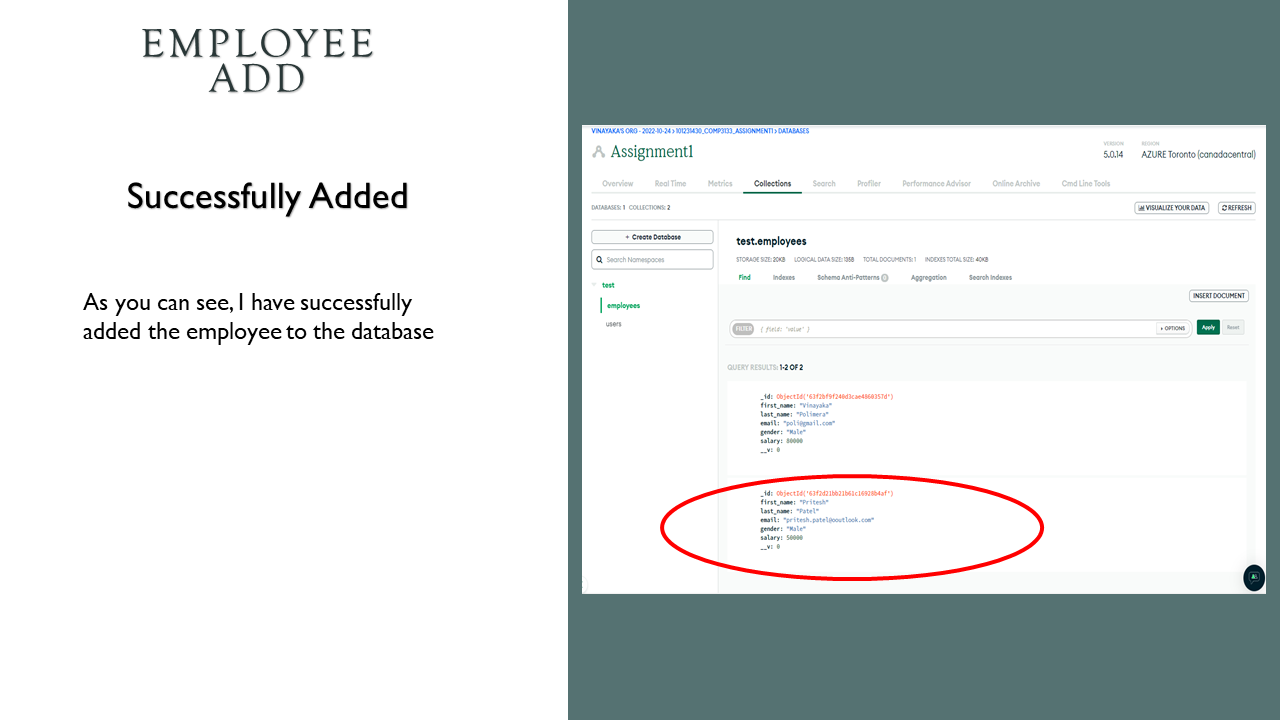 EMPLOYEE
ADD
Successfully Added
As you can see, I have successfully
added the employee to the database
VINAYAKA'S ORG - 2022-10-24 > 101231430_COMP3133_ASSIGNMENT1 > DATABASES
Assignment1
VERSION
5.0.14
REGION
AZURE Toronto (canadacentral)
Overview Real Time Metrics Collections Search Profiler Performance Advisor Online Archive Cmd Line Tools
DATABASES: 1 COLLECTIONS: 2
VISUALIZE YOUR DATA
REFRESH
+ Create Database
Search Namespaces
test
employees
users
test.employees
STORAGE SIZE: 20KB LOGICAL DATA SIZE: 135B TOTAL DOCUMENTS: 1 INDEXES TOTAL SIZE: 40KB
Find Indexes Schema Anti-Patterns 0 Aggregation Search Indexes
INSERT DOCUMENT
FILTER { field: 'value' } OPTIONS Apply Reset
QUERY RESULTS: 1-2 OF 2
_id: ObjectId('63f2bf9f240d3cae4860357d')
first_name: "Vinayaka"
last_name: "Polimera"
email: "poli@gmail.com"
gender: "Male"
salary: 80000
__v: 0
_id: ObjectId('63f2d21bb21b61c16928b4af')
first_name: "Pritesh"
last_name: "Patel"
email: "pritesh.patel@ooutlook.com"
gender: "Male"
salary: 50000
__v: 0